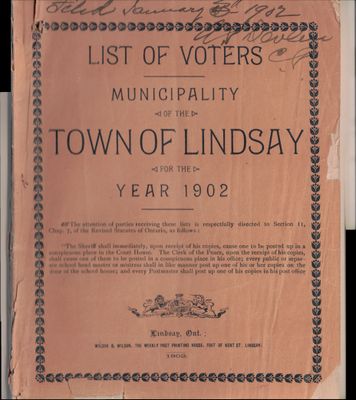 Filed January 1902
LIST OF VOTERS
MUNICIPALITY
OF THE
TOWN OF LINDSAY
FOR THE
YEAR 1902
The attention of parties receiving these lists is respectfully directed to Section 11,
Chap. 7, of the Revised Statutes of Ontario, as follows:
"The Sheriff shall immediately, upon receipt of his copies, cause one to be posted up in a
conspicuous place in the Court House. The Clerk of the Peace, upon the receipt of his copies,
shall cause one of them to be posted in a conspicuous place in his office; every public or separ-
ate school head master or mistress shall in like manner post up one of his or her copies on the
door of the school house; and every Postmaster shall post up one of his copies in his post office
Lindsay, Ont.:
WILSON & WILSON, THE WEEKLY POST PRINTING HOUSE, FOOT OF KENT ST. LINDSAY.
1902.